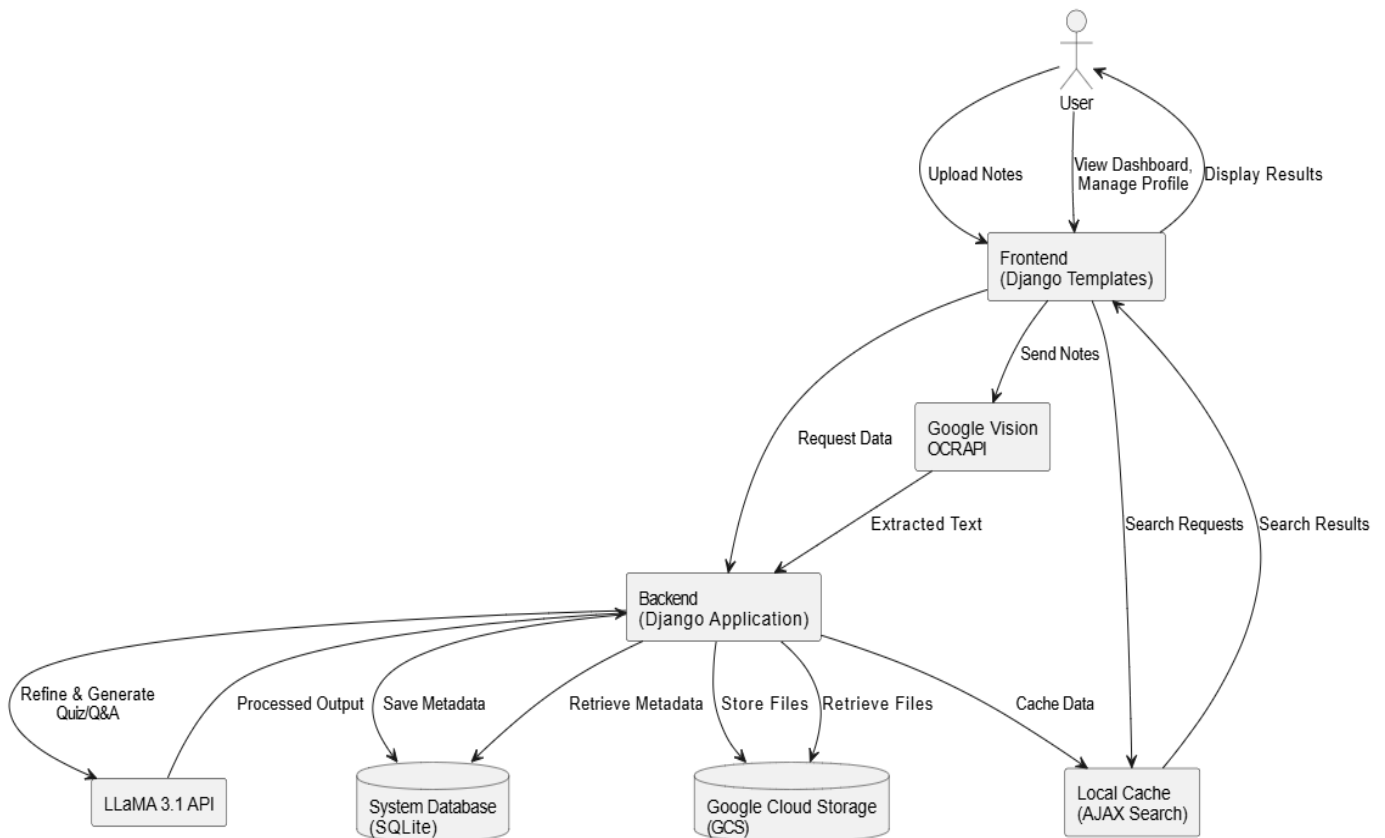 User
Upload Notes
View Dashboard,
Manage Profile
Display Results
Frontend
(Django Templates)
Send Notes
Request Data
Google Vision
OCRAPI
Extracted Text
Search Requests
Search Results
Backend
(Django Application)
Refine & Generate
Quiz/Q&A
Processed Output
Save Metadata
Retrieve Metadata
Store Files
Retrieve Files
Cache Data
LLaMA 3.1 API
System Database
(SQLite)
Google Cloud Storage
(GCS)
Local Cache
(AJAX Search)